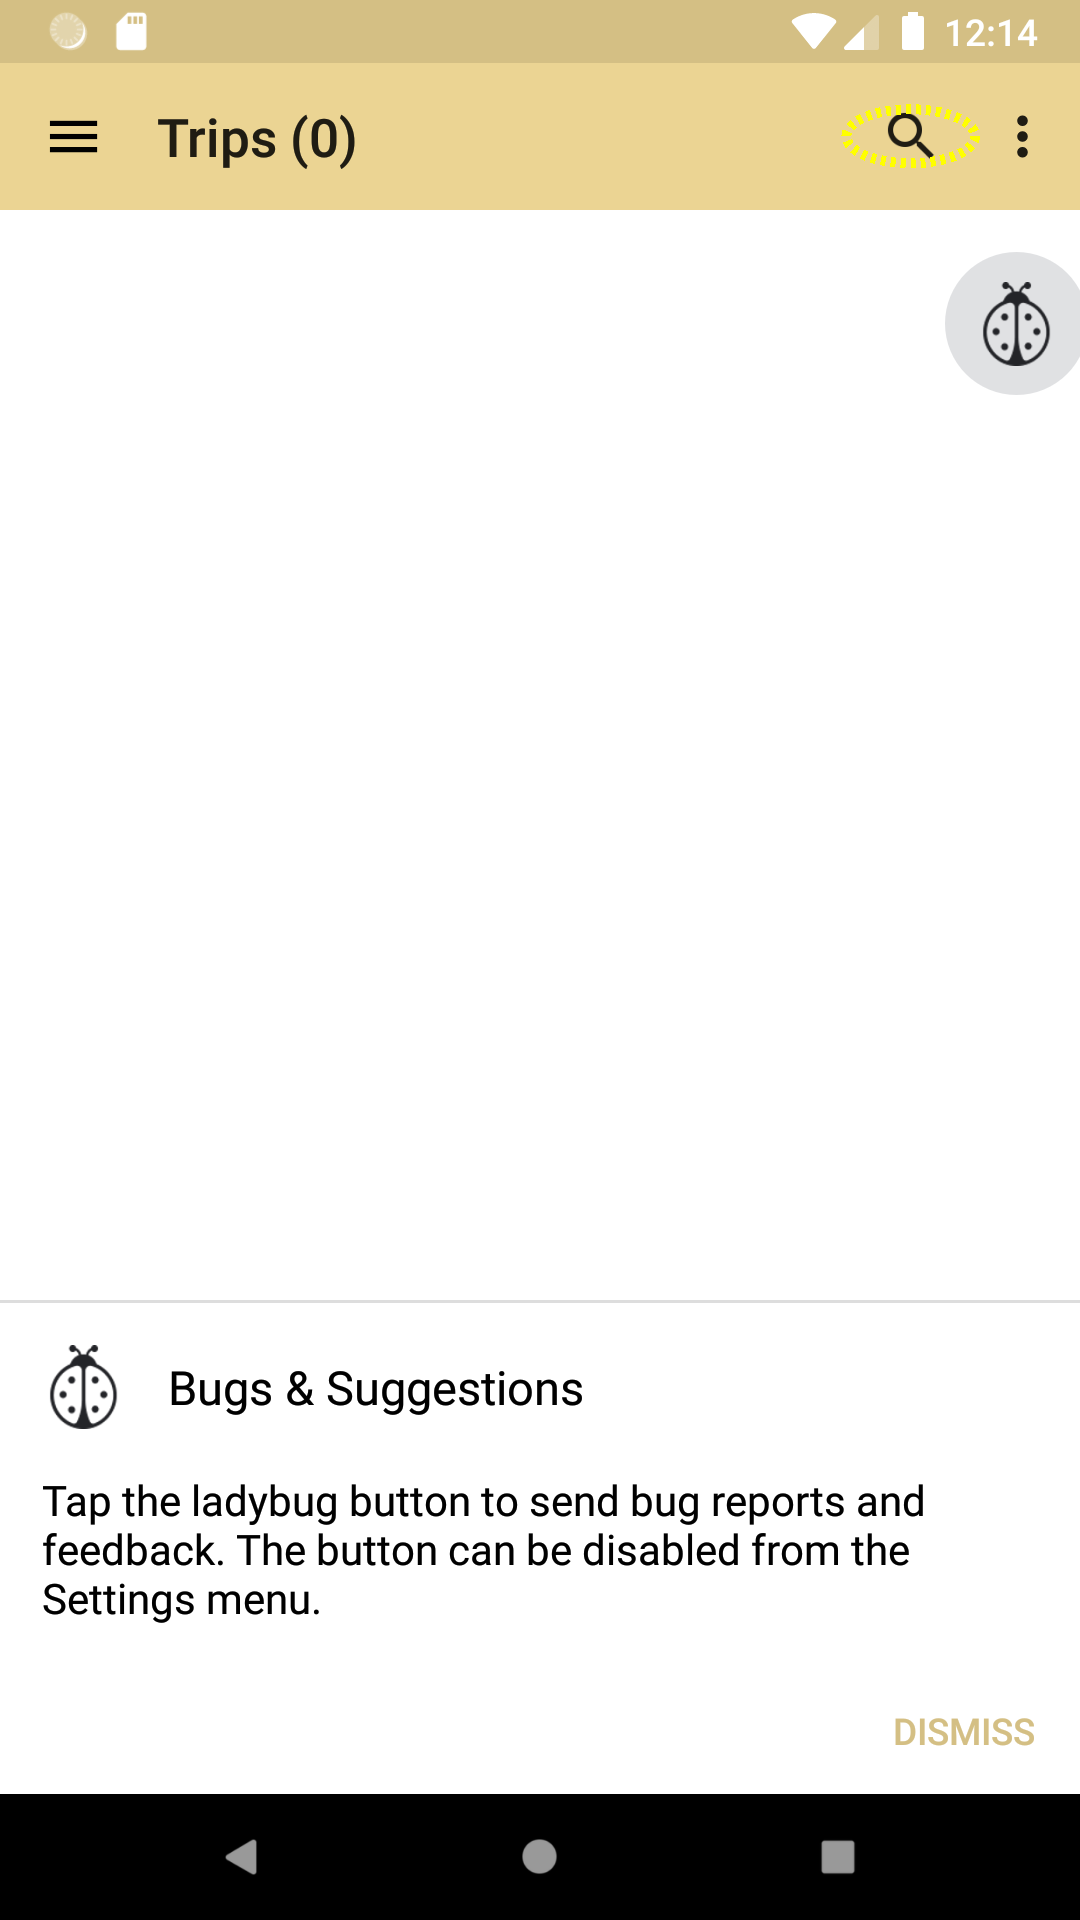 12:14
Trips (0)
Bugs & Suggestions
Tap the ladybug button to send bug reports and
feedback. The button can be disabled from the
Settings menu.
DISMISS